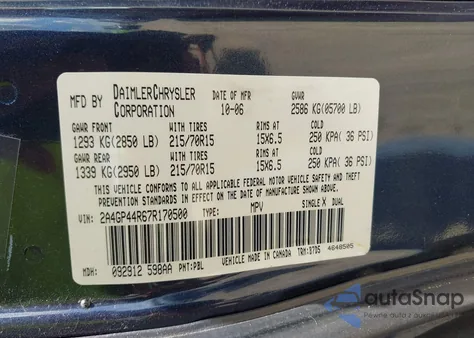 MFD BY DAIMLERCHRYSLER CORPORATION DATE OF MFR 10-06 GVWR 2586 KG(05700 LB)
GAWR FRONT WITH TIRES RIMS AT COLD
1293 KG(2850 LB) 215/70R15 15X6.5 250 KPA( 36 PSI)
GAWR REAR WITH TIRES RIMS AT COLD
1339 KG(2950 LB) 215/70R15 15X6.5 250 KPA( 36 PSI)
THIS VEHICLE CONFORMS TO ALL APPLICABLE FEDERAL MOTOR VEHICLE SAFETY, BUMPER, AND THEFT
PREVENTION STANDARDS IN EFFECT ON THE DATE OF MANUFACTURE SHOWN ABOVE.
VIN: 2A4GP44R67R170500 TYPE: MPV SINGLE X DUAL
MDH: 092912 598AA PNT:PBL VEHICLE MADE IN CANADA TRM:37D5 4648505
autaSnap